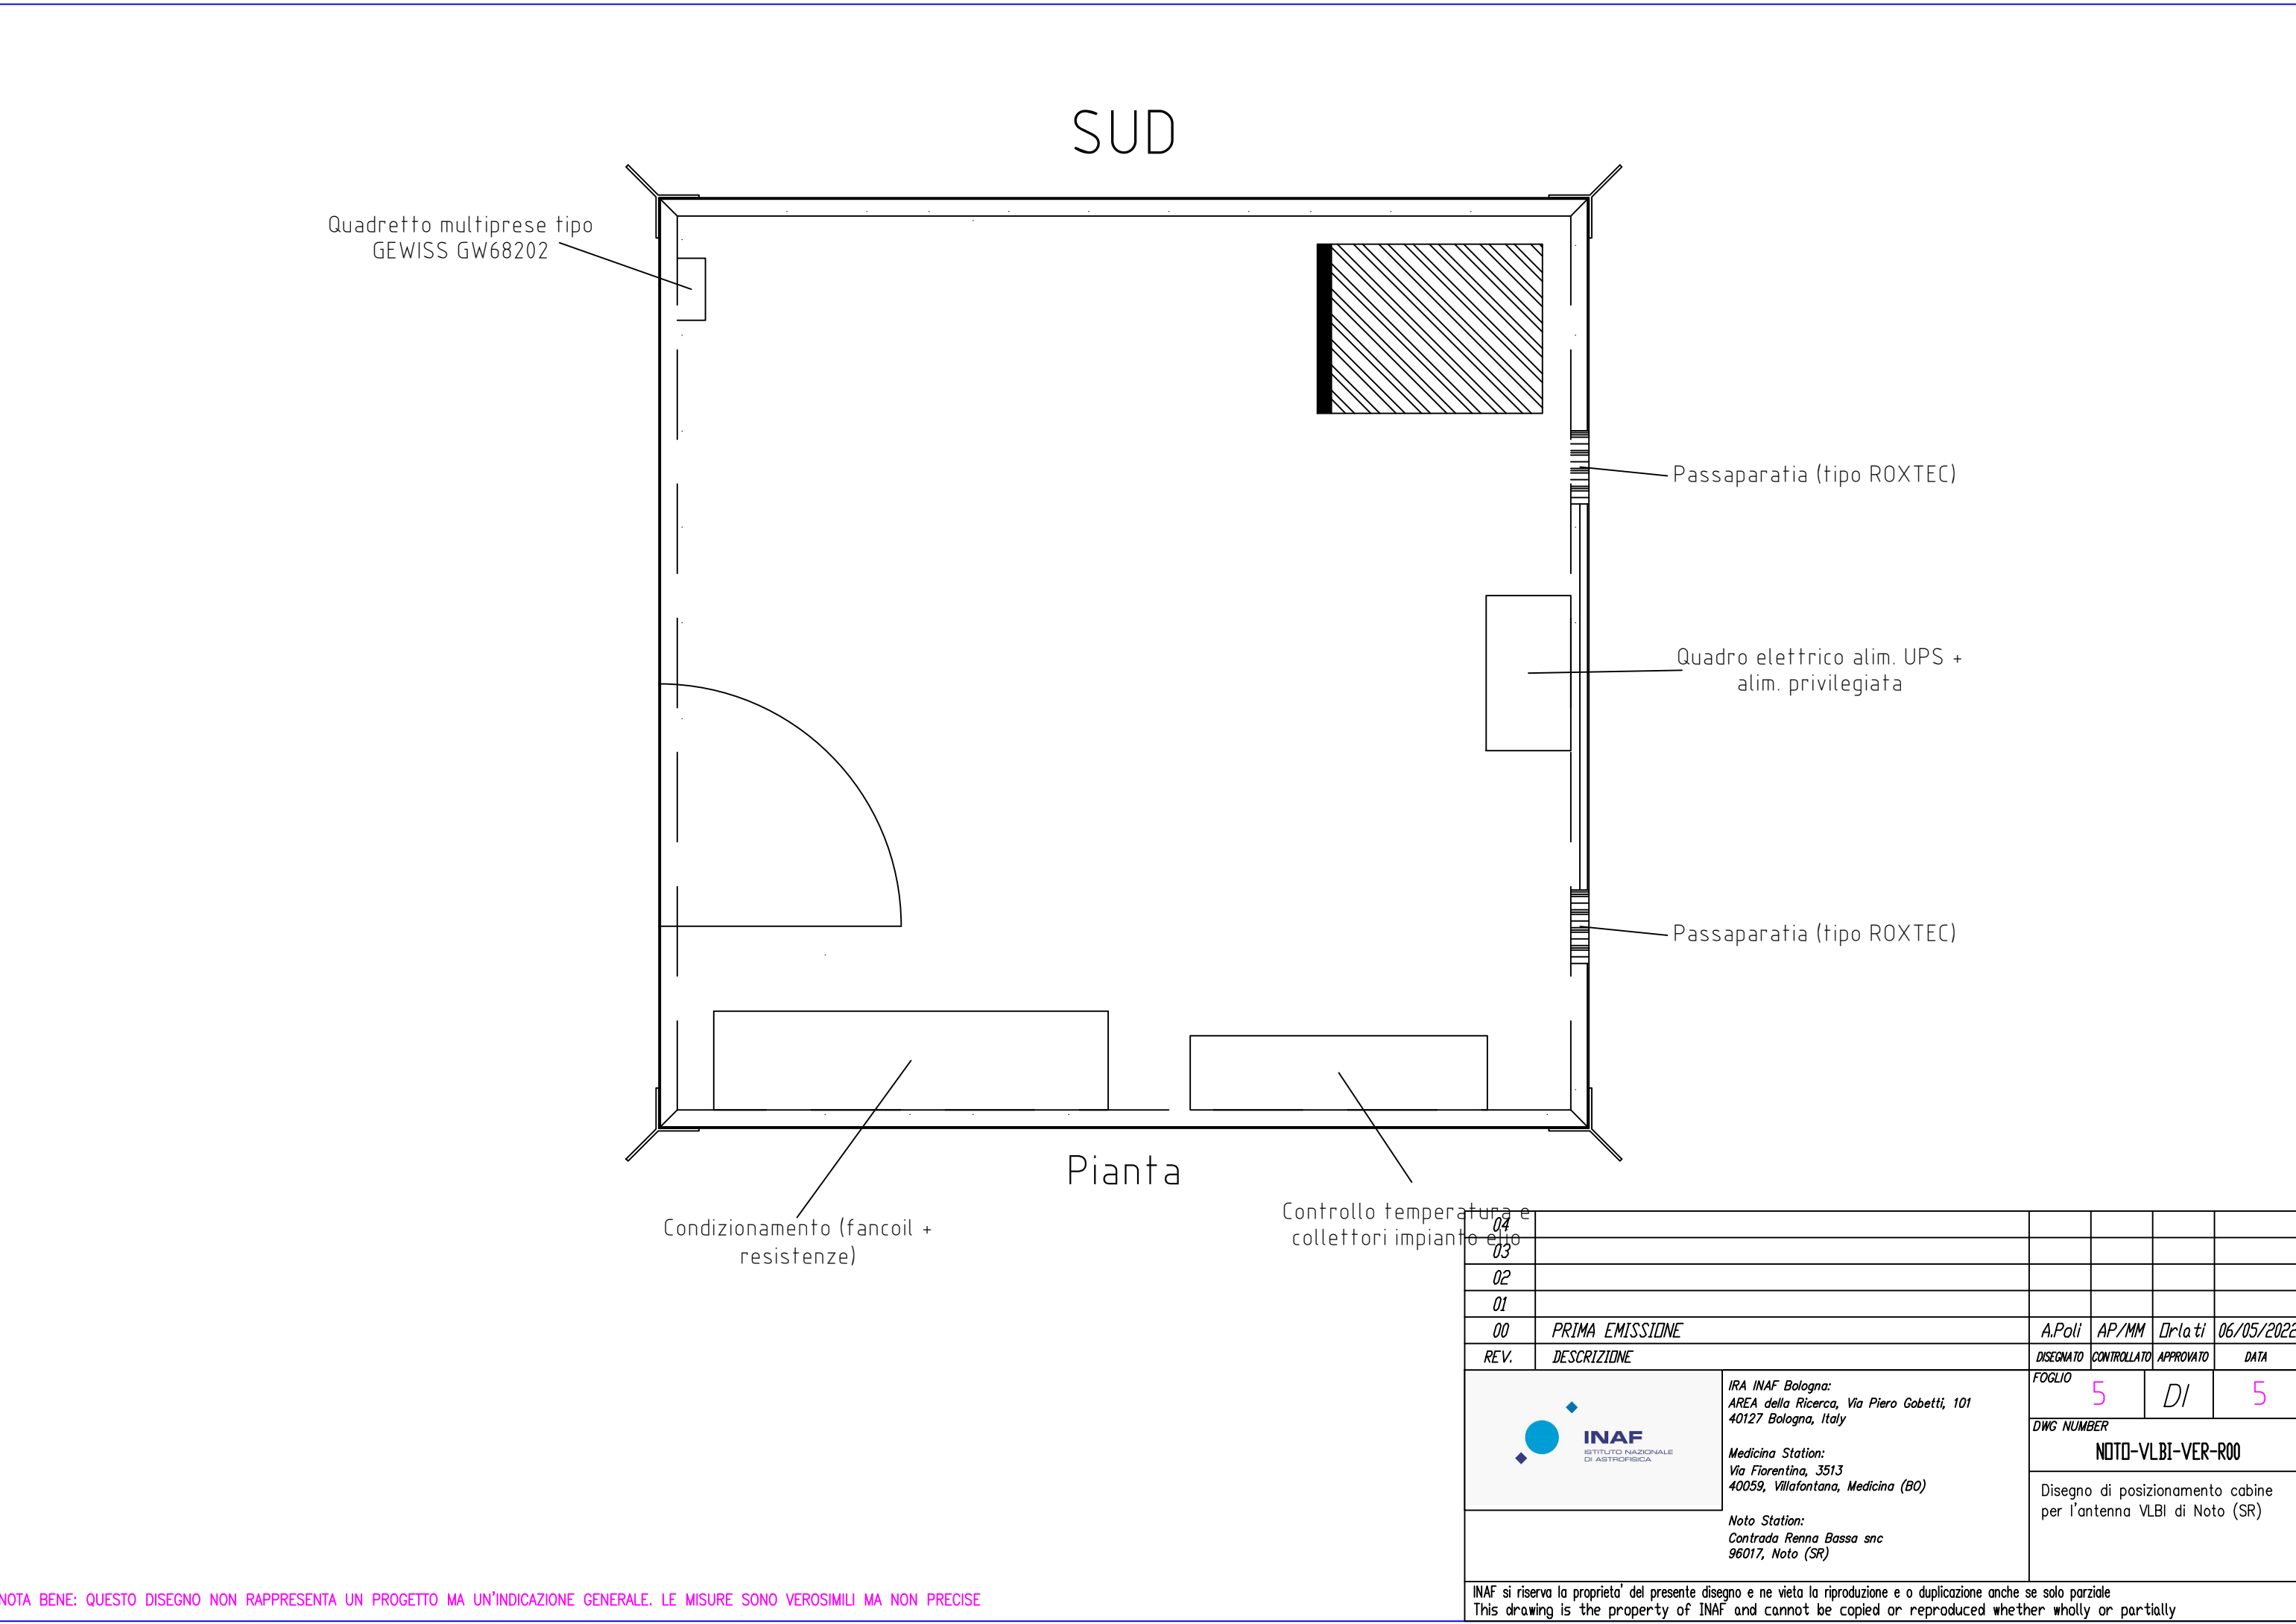 SUD
Quadretto multiprese tipo
GEWISS GW68202
Passaparatia (tipo ROXTEC)
Quadro elettrico alim. UPS +
alim. privilegiata
Passaparatia (tipo ROXTEC)
Pianta
Condizionamento (fancoil +
resistenze)
Controllo temperatura e
collettori impianto elio
04
03
02
01
00 PRIMA EMISSIONE A.Poli AP/MM Orlati 06/05/2022
REV. DESCRIZIONE DISEGNATO CONTROLLATO APPROVATO DATA
INAF
ISTITUTO NAZIONALE
DI ASTROFISICA
IRA INAF Bologna:
AREA della Ricerca, Via Piero Gobetti, 101
40127 Bologna, Italy
Medicina Station:
Via Fiorentina, 3513
40059, Villafontana, Medicina (BO)
Noto Station:
Contrada Renna Bassa snc
96017, Noto (SR)
FOGLIO 5 DI 5
DWG NUMBER
NOTO-VLBI-VER-R00
Disegno di posizionamento cabine
per l'antenna VLBI di Noto (SR)
INAF si riserva la proprieta' del presente disegno e ne vieta la riproduzione e o duplicazione anche se solo parziale
This drawing is the property of INAF and cannot be copied or reproduced whether wholly or partially
NOTA BENE: QUESTO DISEGNO NON RAPPRESENTA UN PROGETTO MA UN'INDICAZIONE GENERALE. LE MISURE SONO VEROSIMILI MA NON PRECISE